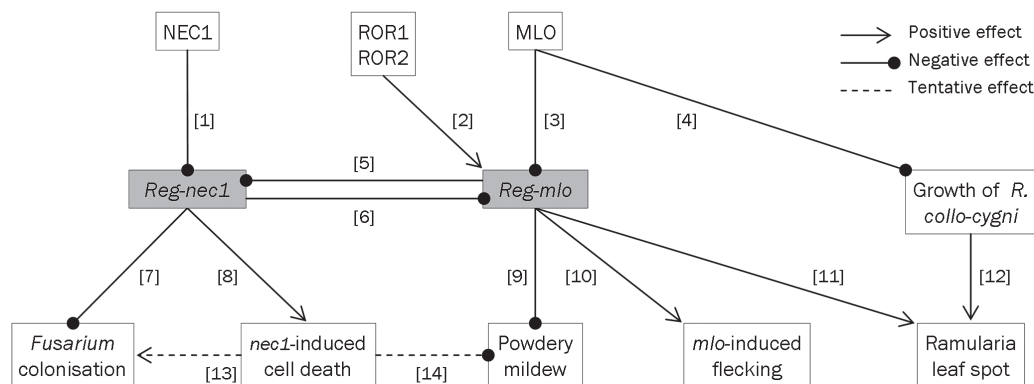 NEC1
ROR1
ROR2
MLO
Positive effect
Negative effect
Tentative effect
[1]
[2]
[3]
[4]
[5]
Reg-nec1
Reg-mlo
[6]
Growth of R.
collo-cygni
[7]
[8]
[9]
[10]
[11]
[12]
Fusarium
colonisation
nec1-induced
cell death
Powdery
mildew
mlo-induced
flecking
Ramularia
leaf spot
[13]
[14]